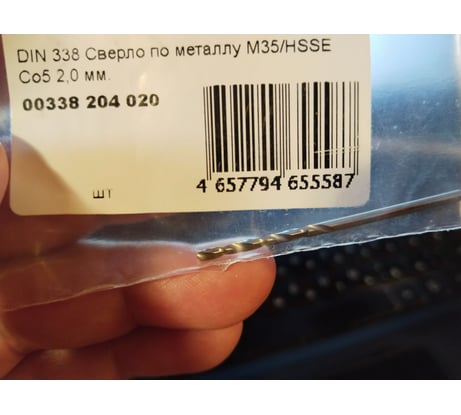 DIN 338 Сверло по металлу M35/HSSE
Co5 2,0 мм.
00338 204 020
4 657794 655587
шт